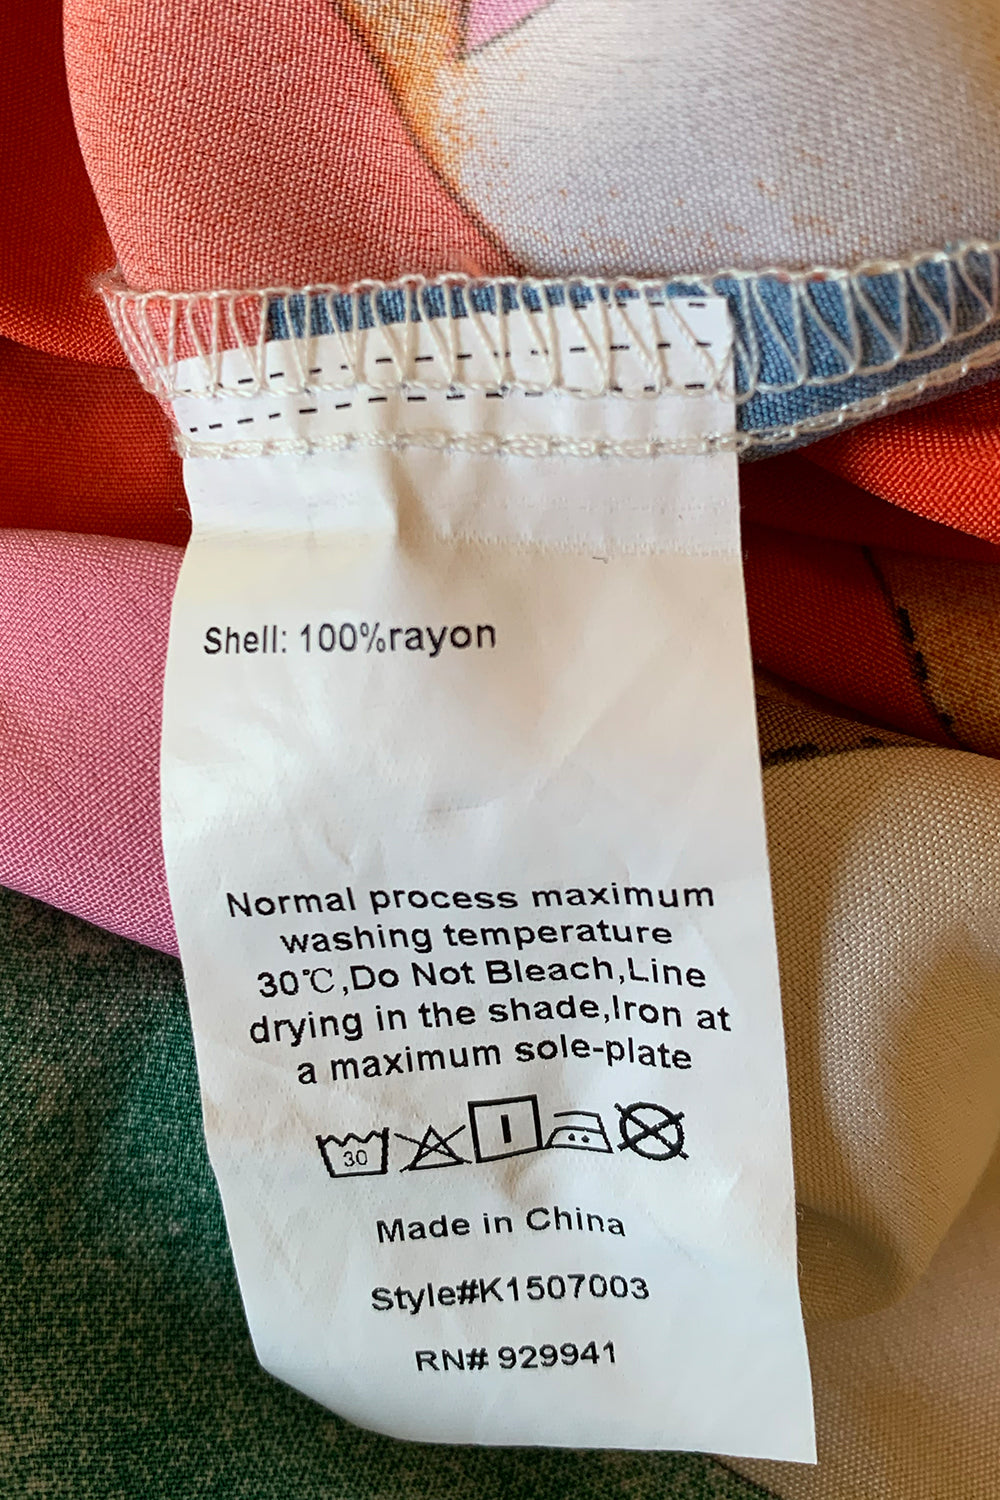 Shell: 100%rayon
Normal process maximum
washing temperature
30℃,Do Not Bleach,Line
drying in the shade,Iron at
a maximum sole-plate
30
Made in China
Style#K1507003
RN# 929941